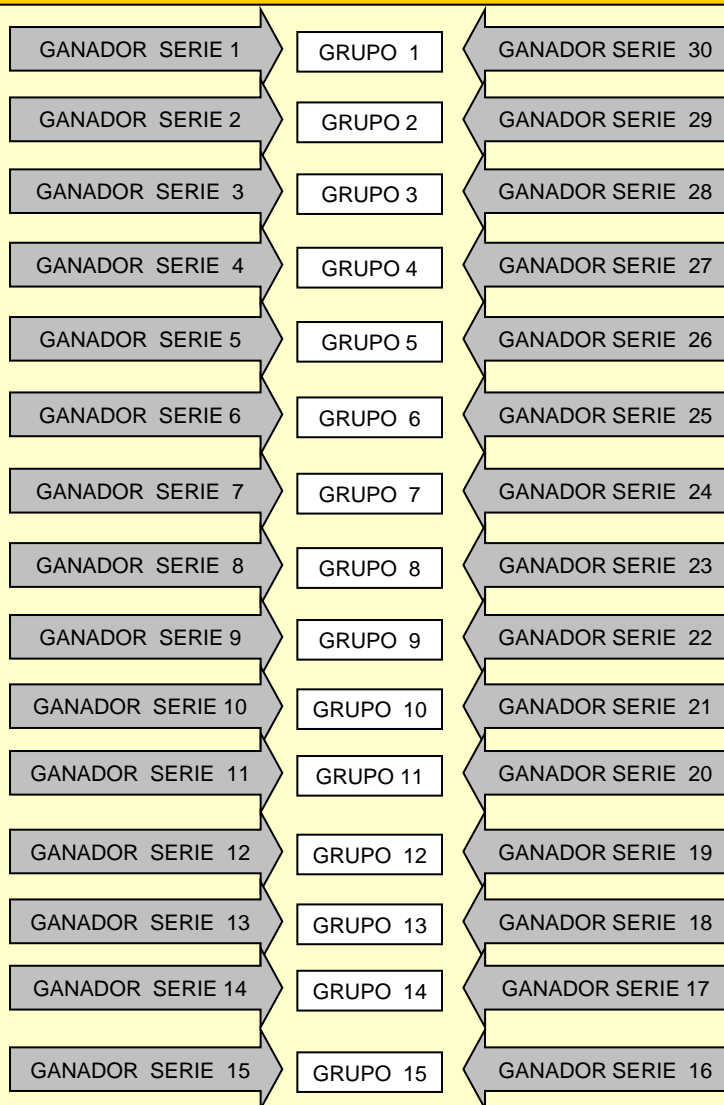 GANADOR SERIE 1 GRUPO 1 GANADOR SERIE 30
GANADOR SERIE 2 GRUPO 2 GANADOR SERIE 29
GANADOR SERIE 3 GRUPO 3 GANADOR SERIE 28
GANADOR SERIE 4 GRUPO 4 GANADOR SERIE 27
GANADOR SERIE 5 GRUPO 5 GANADOR SERIE 26
GANADOR SERIE 6 GRUPO 6 GANADOR SERIE 25
GANADOR SERIE 7 GRUPO 7 GANADOR SERIE 24
GANADOR SERIE 8 GRUPO 8 GANADOR SERIE 23
GANADOR SERIE 9 GRUPO 9 GANADOR SERIE 22
GANADOR SERIE 10 GRUPO 10 GANADOR SERIE 21
GANADOR SERIE 11 GRUPO 11 GANADOR SERIE 20
GANADOR SERIE 12 GRUPO 12 GANADOR SERIE 19
GANADOR SERIE 13 GRUPO 13 GANADOR SERIE 18
GANADOR SERIE 14 GRUPO 14 GANADOR SERIE 17
GANADOR SERIE 15 GRUPO 15 GANADOR SERIE 16